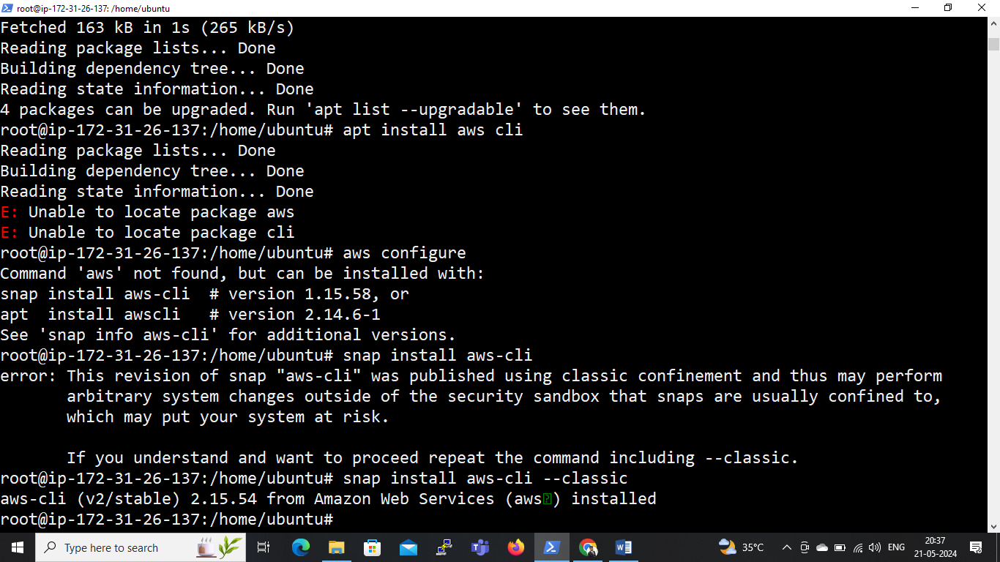 root@ip-172-31-26-137: /home/ubuntu
Fetched 163 kB in 1s (265 kB/s)
Reading package lists... Done
Building dependency tree... Done
Reading state information... Done
4 packages can be upgraded. Run 'apt list --upgradable' to see them.
root@ip-172-31-26-137:/home/ubuntu# apt install aws cli
Reading package lists... Done
Building dependency tree... Done
Reading state information... Done
E: Unable to locate package aws
E: Unable to locate package cli
root@ip-172-31-26-137:/home/ubuntu# aws configure
Command 'aws' not found, but can be installed with:
snap install aws-cli  # version 1.15.58, or
apt  install awscli   # version 2.14.6-1
See 'snap info aws-cli' for additional versions.
root@ip-172-31-26-137:/home/ubuntu# snap install aws-cli
error: This revision of snap "aws-cli" was published using classic confinement and thus may perform
       arbitrary system changes outside of the security sandbox that snaps are usually confined to,
       which may put your system at risk.
       If you understand and want to proceed repeat the command including --classic.
root@ip-172-31-26-137:/home/ubuntu# snap install aws-cli --classic
aws-cli (v2/stable) 2.15.54 from Amazon Web Services (aws) installed
root@ip-172-31-26-137:/home/ubuntu#
Type here to search
35°C
ENG
20:37
21-05-2024